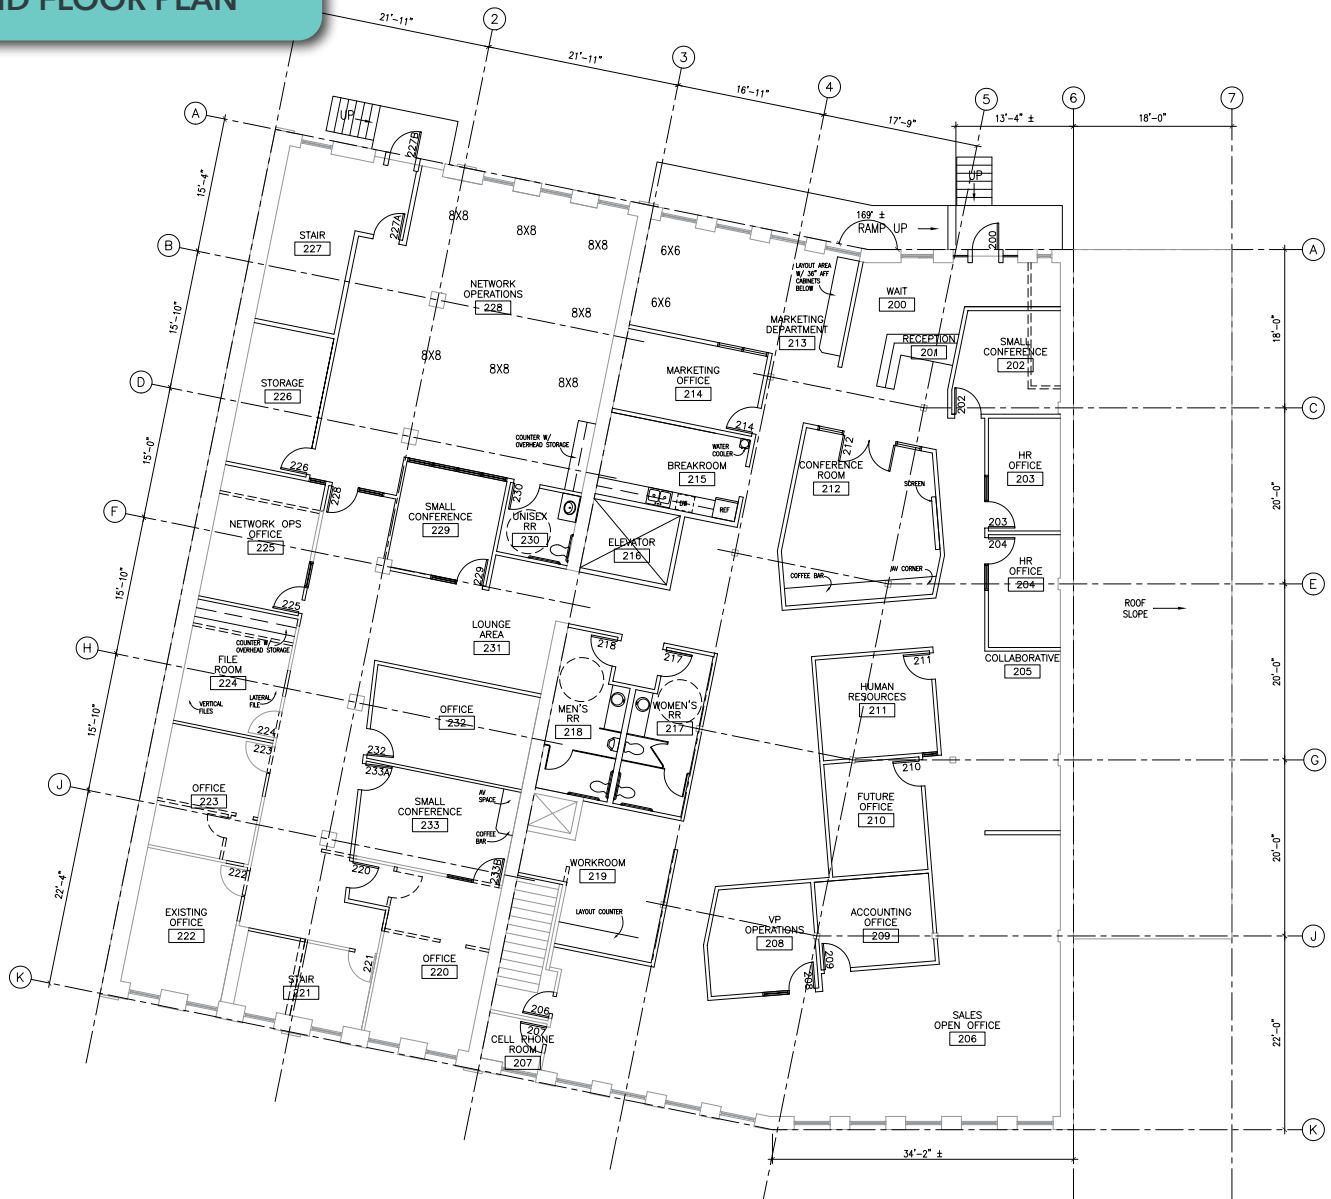 ND FLOOR PLAN
21'-11"
2
21'-11"
3
16'-11"
4
17'-9"
5
13'-4" ±
6
18'-0"
7
A
15'-4"
B
15'-10"
D
15'-0"
F
15'-10"
H
15'-10"
J
22'-4"
K
A
18'-0"
C
20'-0"
E
20'-0"
G
20'-0"
J
22'-0"
K
34'-2" ±
UP
227B
227A
STAIR
227
8X8
8X8
8X8
NETWORK
OPERATIONS
228
8X8
8X8
8X8
8X8
6X6
6X6
169' ±
RAMP UP
UP
200
LAYOUT AREA
W/ 36" AFF
CABINETS
BELOW
WAIT
200
MARKETING
DEPARTMENT
213
RECEPTION
201
SMALL
CONFERENCE
202
202
STORAGE
226
226
228
MARKETING
OFFICE
214
214
COUNTER W/
OVERHEAD STORAGE
WATER
COOLER
BREAKROOM
215
REF
212
CONFERENCE
ROOM
212
SCREEN
COFFEE BAR
AV CORNER
HR
OFFICE
203
203
204
HR
OFFICE
204
COLLABORATIVE
205
ROOF
SLOPE
NETWORK OPS
OFFICE
225
225
SMALL
CONFERENCE
229
229
230
UNISEX
RR
230
ELEVATOR
216
COUNTER W/
OVERHEAD STORAGE
FILE
ROOM
224
VERTICAL
FILES
LATERAL
FILE
224
LOUNGE
AREA
231
218
217
MEN'S
RR
218
WOMEN'S
RR
217
211
HUMAN
RESOURCES
211
210
FUTURE
OFFICE
210
OFFICE
232
232
233A
223
OFFICE
223
SMALL
CONFERENCE
233
AV
SPACE
COFFEE
BAR
233B
222
220
WORKROOM
219
LAYOUT COUNTER
EXISTING
OFFICE
222
221
STAIR
221
OFFICE
220
VP
OPERATIONS
208
208
ACCOUNTING
OFFICE
209
209
SALES
OPEN OFFICE
206
206
207
CELL PHONE
ROOM
207